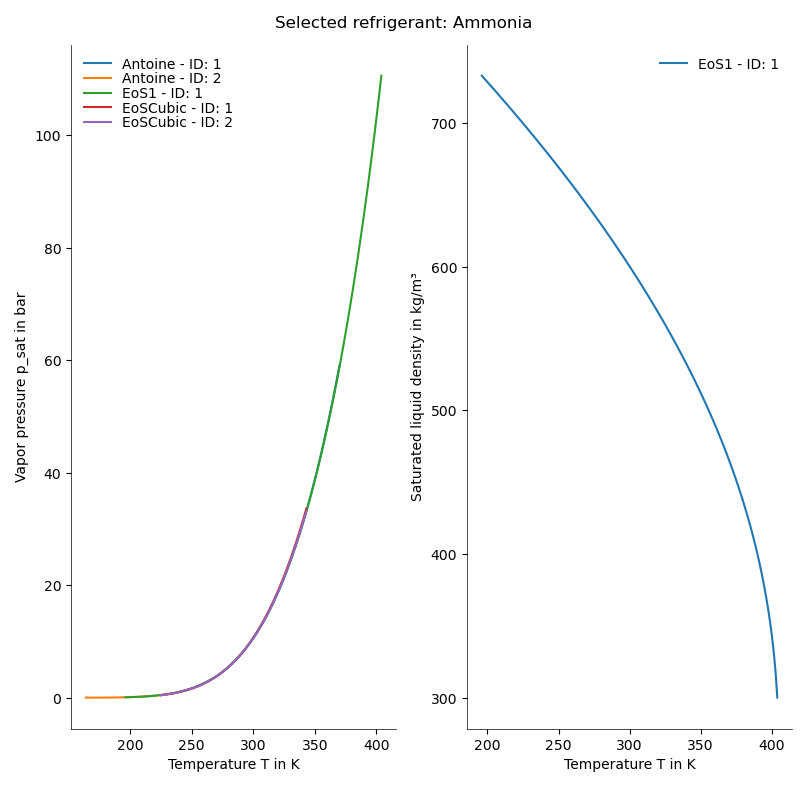 Selected refrigerant: Ammonia
Vapor pressure p_sat in bar
100
80
60
40
20
0
Antoine - ID: 1
Antoine - ID: 2
EoS1 - ID: 1
EoSCubic - ID: 1
EoSCubic - ID: 2
200
250
300
350
400
Temperature T in K
Saturated liquid density in kg/m³
700
600
500
400
300
EoS1 - ID: 1
200
250
300
350
400
Temperature T in K